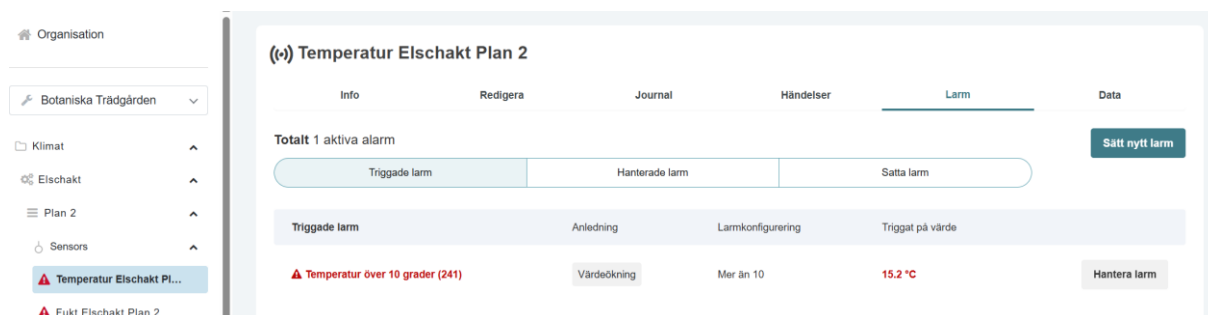 Organisation
Botaniska Trädgården
Klimat
Elschakt
Plan 2
Sensors
Temperatur Elschakt Pl...
Fukt Elschakt Plan 2
Temperatur Elschakt Plan 2
Info Redigera Journal Händelser Larm Data
Totalt 1 aktiva alarm
Sätt nytt larm
Triggade larm Hanterade larm Satta larm
Triggade larm Anledning Larmkonfigurering Triggat på värde
Temperatur över 10 grader (241) Värdeökning Mer än 10 15.2 °C Hantera larm